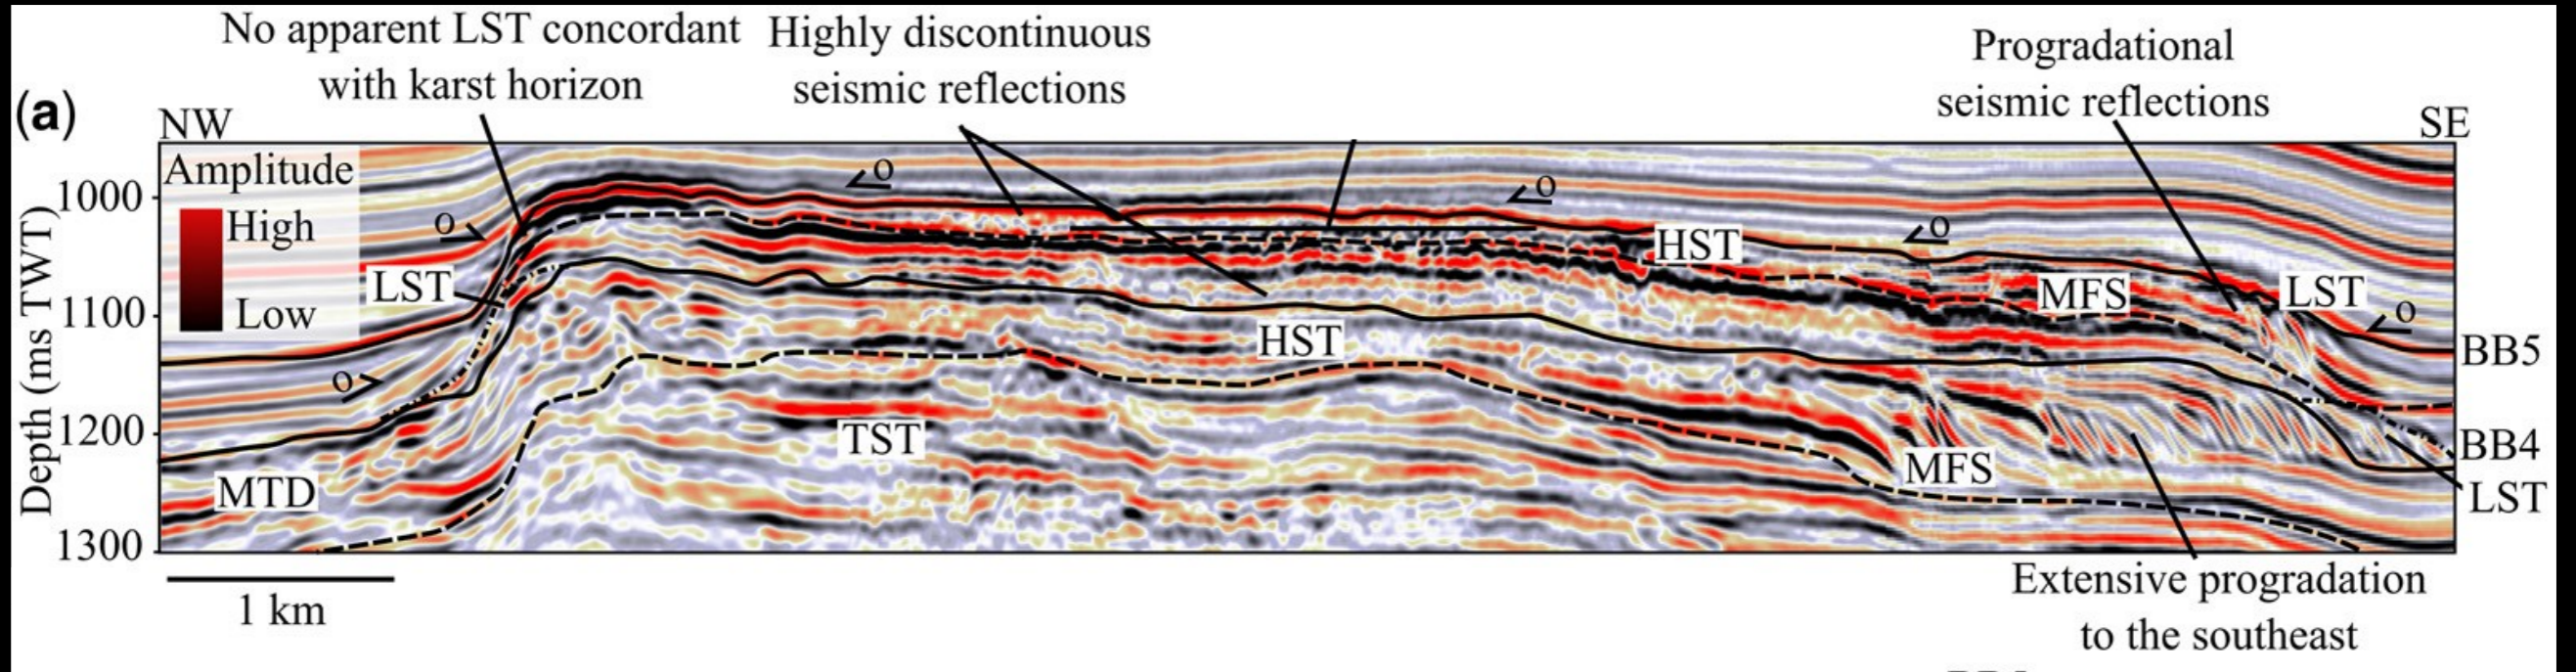 No apparent LST concordant
with karst horizon
Highly discontinuous
seismic reflections
Progradational
seismic reflections
(a)
NW
SE
Amplitude
High
Low
Depth (ms TWT)
1000
1100
1200
1300
o
o
o
o
o
o
LST
HST
MFS
LST
HST
BB5
TST
MFS
BB4
LST
MTD
1 km
Extensive progradation
to the southeast